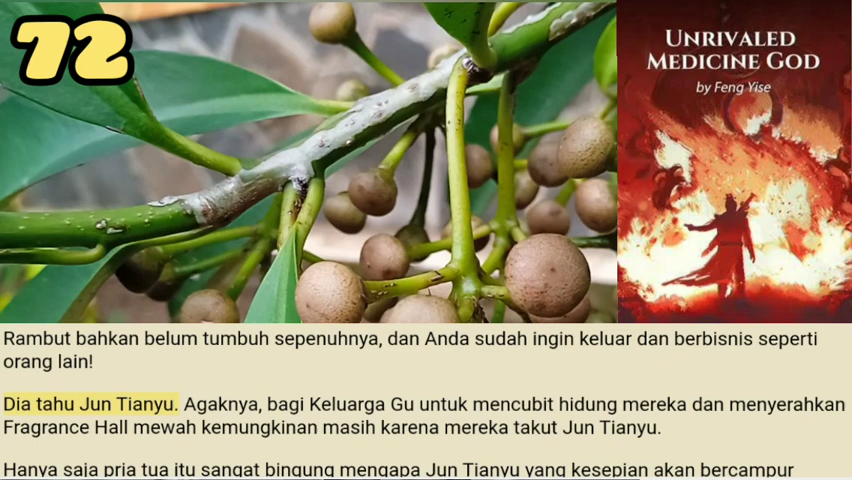 72
UNRIVALED
MEDICINE GOD
by Feng Yise
Rambut bahkan belum tumbuh sepenuhnya, dan Anda sudah ingin keluar dan berbisnis seperti
orang lain!
Dia tahu Jun Tianyu. Agaknya, bagi Keluarga Gu untuk mencubit hidung mereka dan menyerahkan
Fragrance Hall mewah kemungkinan masih karena mereka takut Jun Tianyu.
Hanya saja pria tua itu sangat bingung mengapa Jun Tianyu yang kesepian akan bercampur